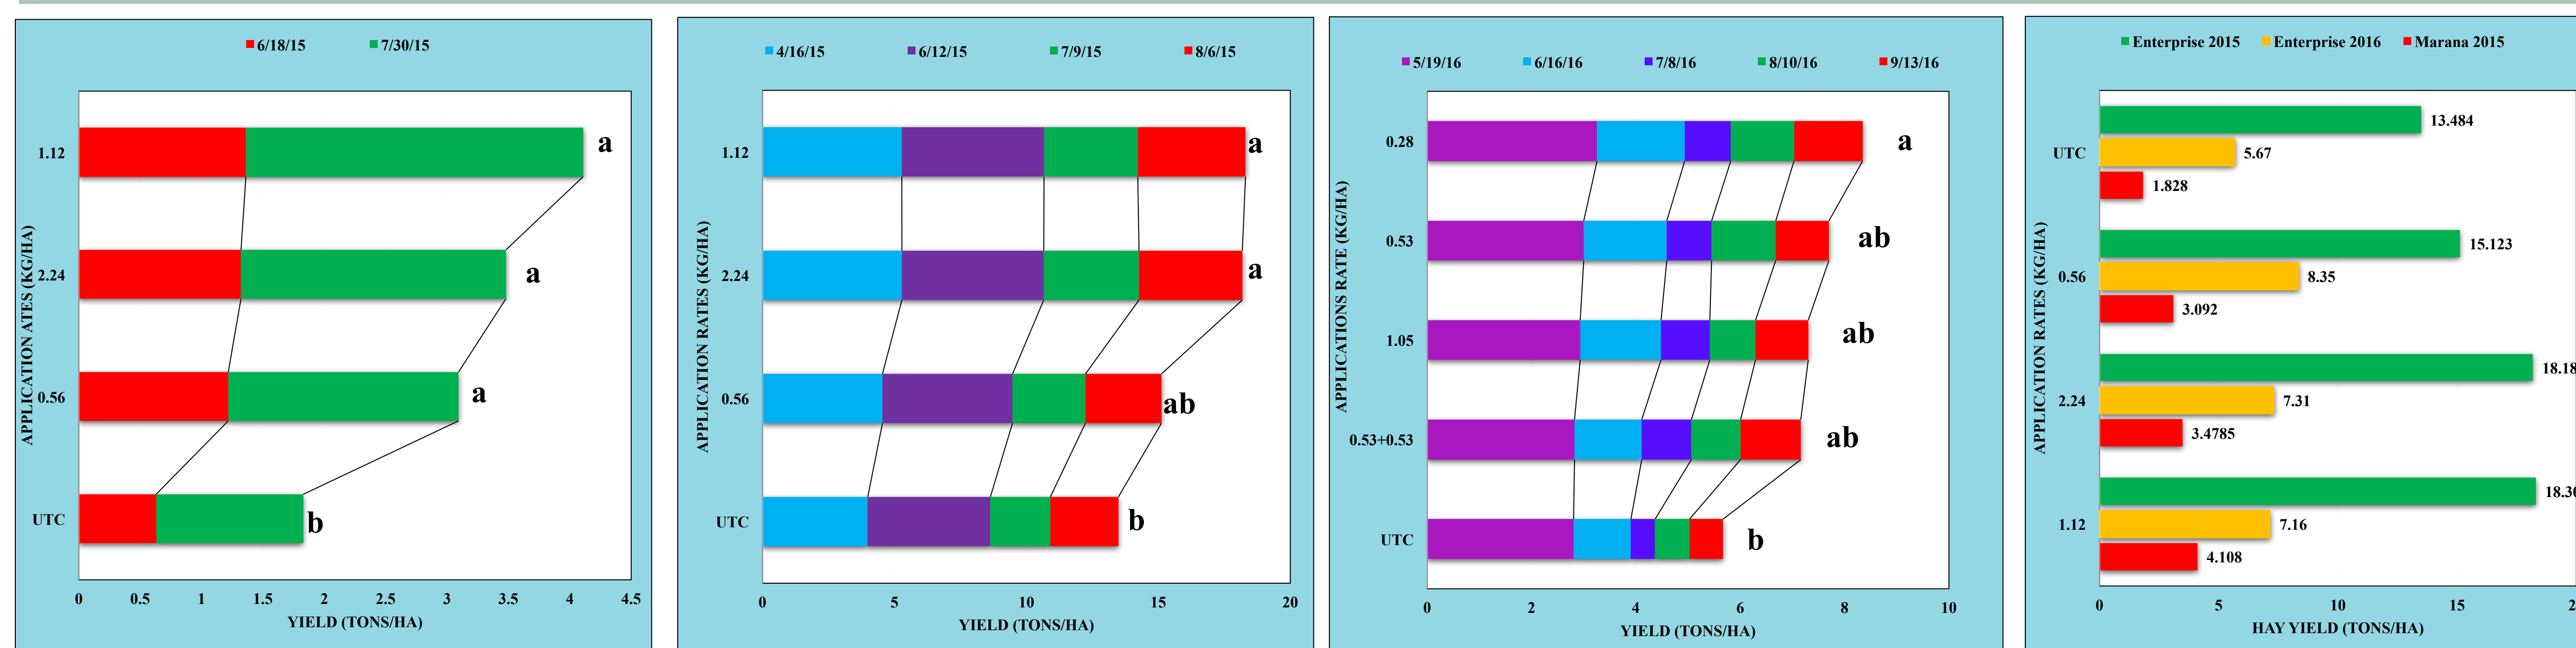 6/18/15 7/30/15
APPLICATION ATES (KG/HA)
1.12 a
2.24 a
0.56 a
UTC b
0 0.5 1 1.5 2 2.5 3 3.5 4 4.5
YIELD (TONS/HA)
4/16/15 6/12/15 7/9/15 8/6/15
APPLICATION RATES (KG/HA)
1.12 a
2.24 a
0.56 ab
UTC b
0 5 10 15 20
YIELD (TONS/HA)
5/19/16 6/16/16 7/8/16 8/10/16 9/13/16
APPLICATIONS RATE (KG/HA)
0.28 a
0.53 ab
1.05 ab
0.53+0.53 ab
UTC b
0 2 4 6 8 10
YIELD (TONS/HA)
Enterprise 2015 Enterprise 2016 Marana 2015
APPLICATION RATES (KG/HA)
13.484
UTC 5.67
1.828
15.123
0.56 8.35
3.092
18.18
2.24 7.31
3.4785
18.30
1.12 7.16
4.108
0 5 10 15
HAY YIELD (TONS/HA)